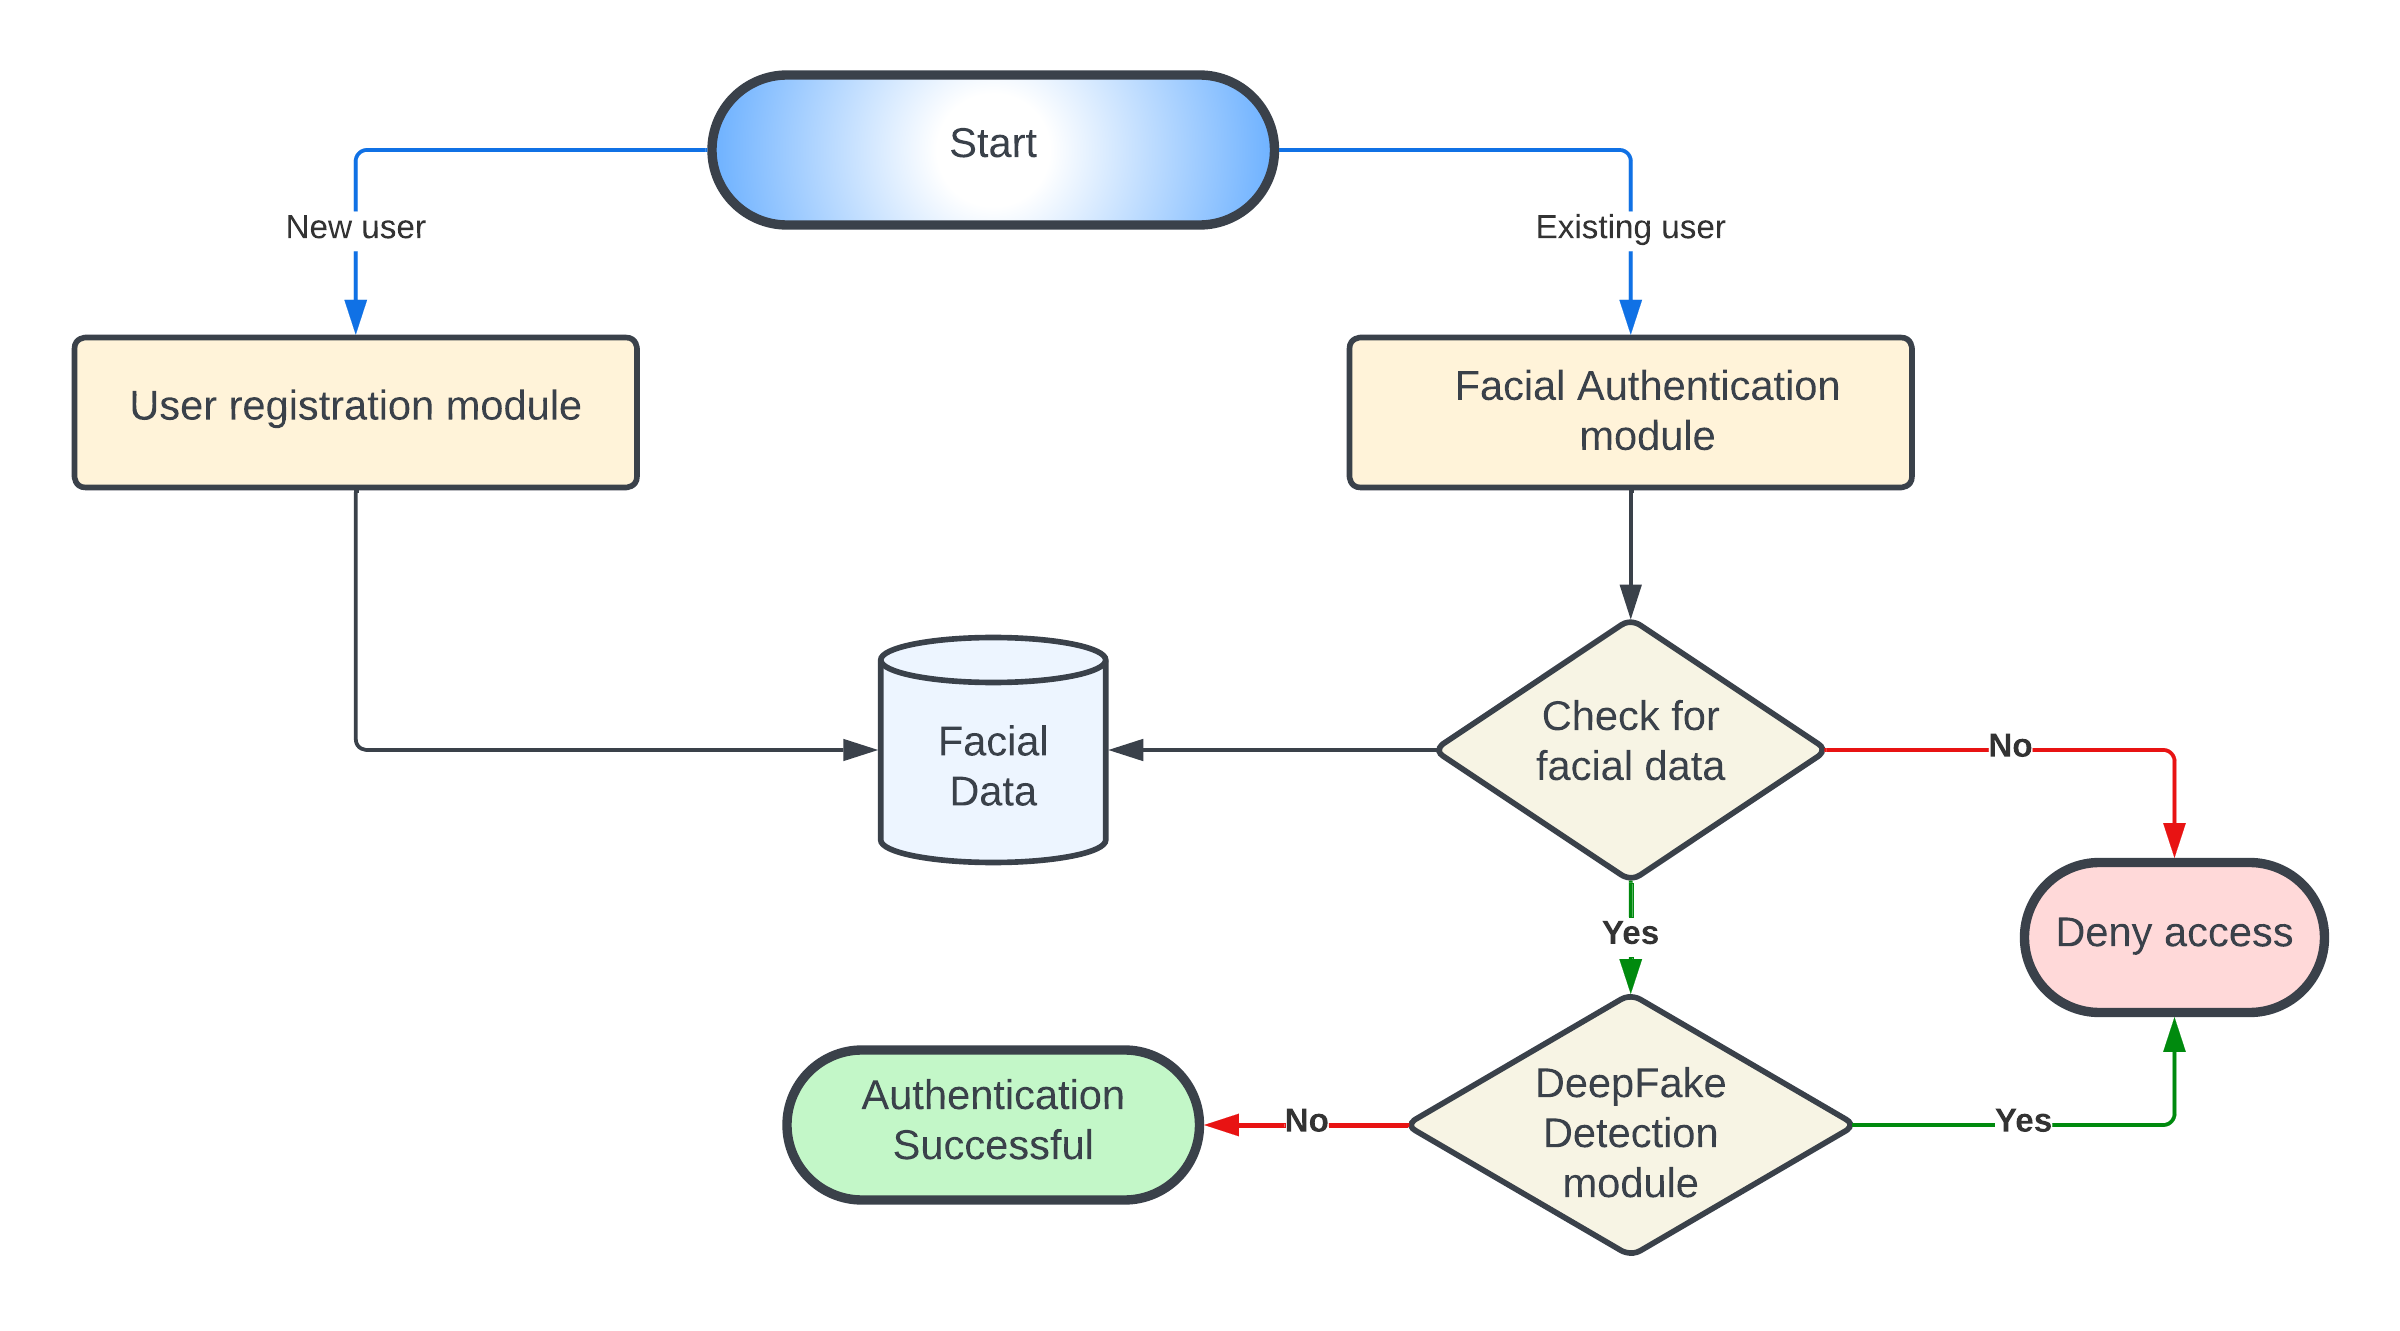 Start
New user
Existing user
User registration module
Facial Authentication
module
Facial
Data
Check for
facial data
No
Yes
Deny access
Authentication
Successful
No
DeepFake
Detection
module
Yes